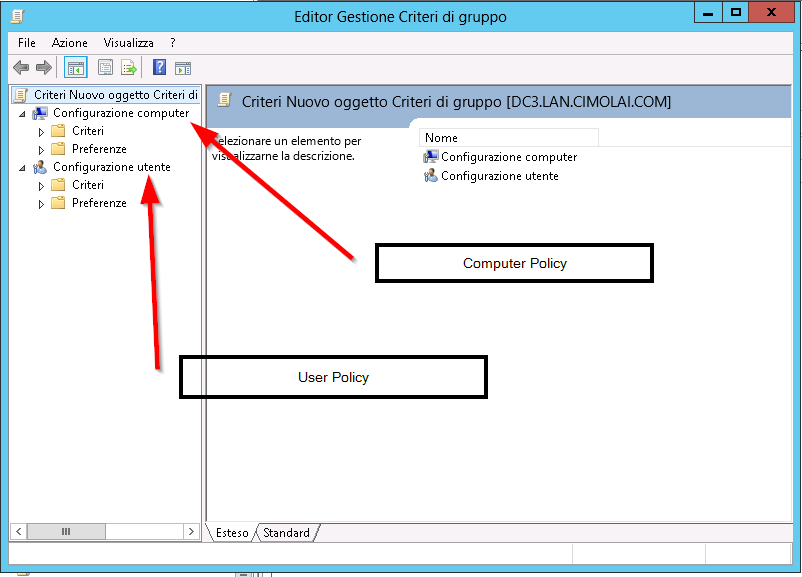 Editor Gestione Criteri di gruppo
File Azione Visualizza ?
Criteri Nuovo oggetto Criteri di
Configurazione computer
Criteri
Preferenze
Configurazione utente
Criteri
Preferenze
Criteri Nuovo oggetto Criteri di gruppo [DC3.LAN.CIMOLAI.COM]
Selezionare un elemento per
visualizzarne la descrizione.
Nome
Configurazione computer
Configurazione utente
Computer Policy
User Policy
Esteso Standard